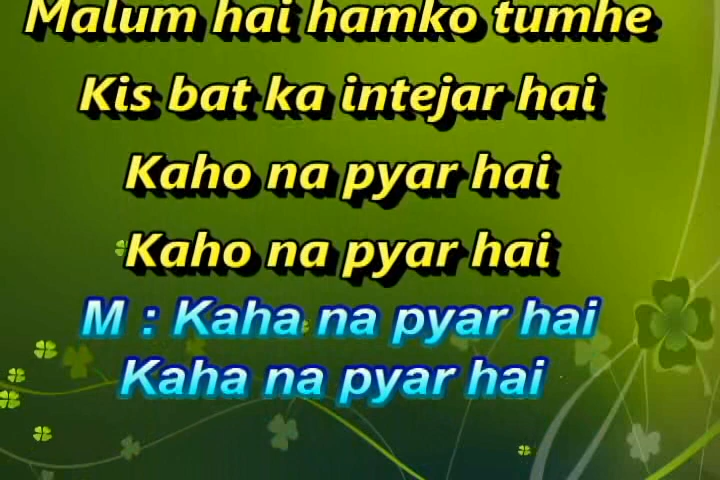 Malum hai hamko tumhe
Kis bat ka intejar hai
Kaho na pyar hai
Kaho na pyar hai
M : Kaha na pyar hai
Kaha na pyar hai